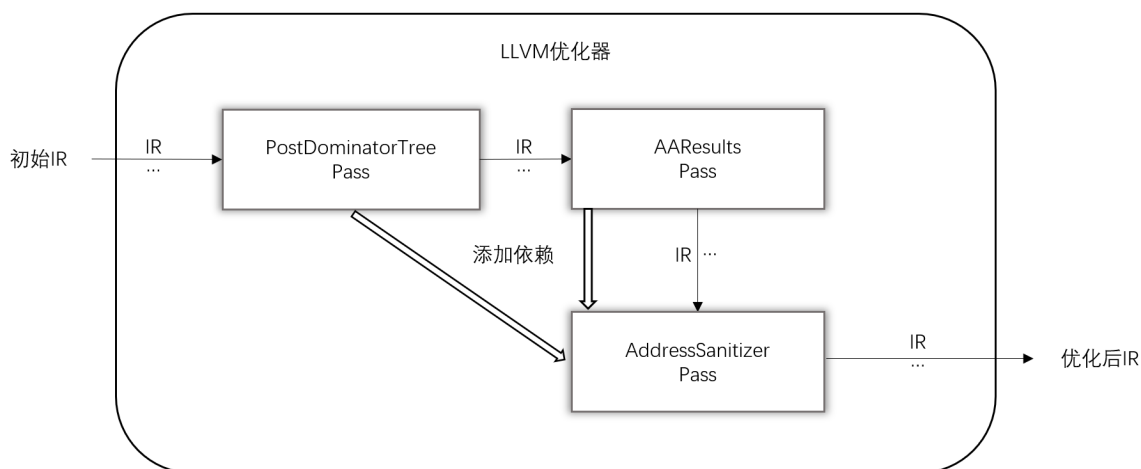 LLVM优化器
初始IR
IR
...
PostDominatorTree
Pass
IR
...
AAResults
Pass
添加依赖
IR
...
AddressSanitizer
Pass
IR
...
优化后IR